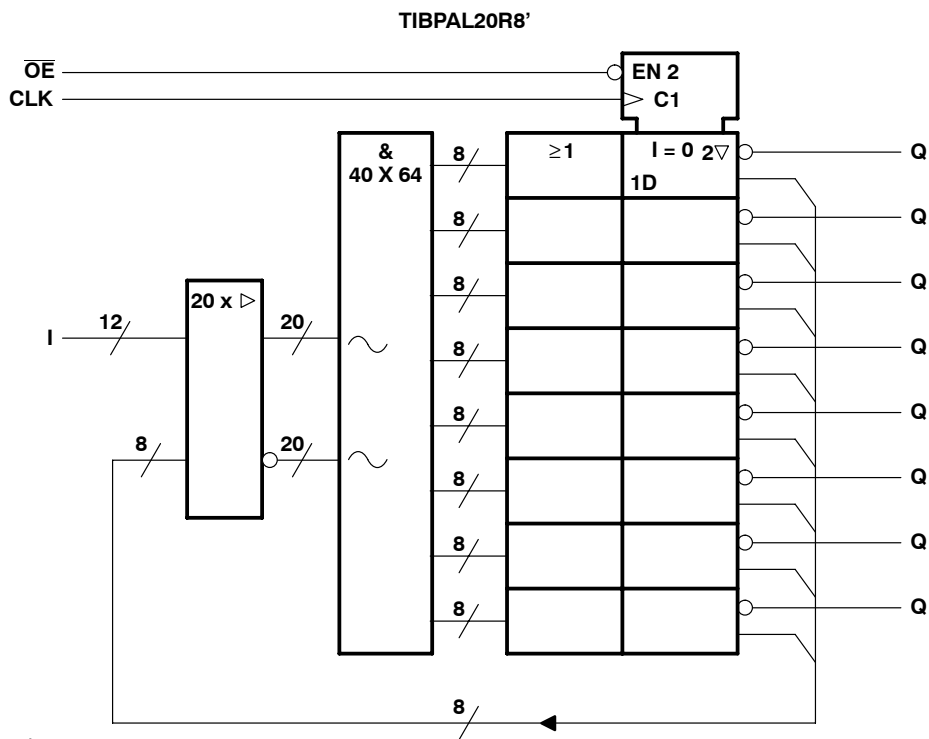 TIBPAL20R8’
OE
EN 2
CLK
C1
&
40 X 64
8
≥1
I = 0 2▽
Q
1D
8
Q
8
Q
20 x ▷
I
12
20
8
Q
8
Q
8
20
8
Q
8
Q
8
Q
8